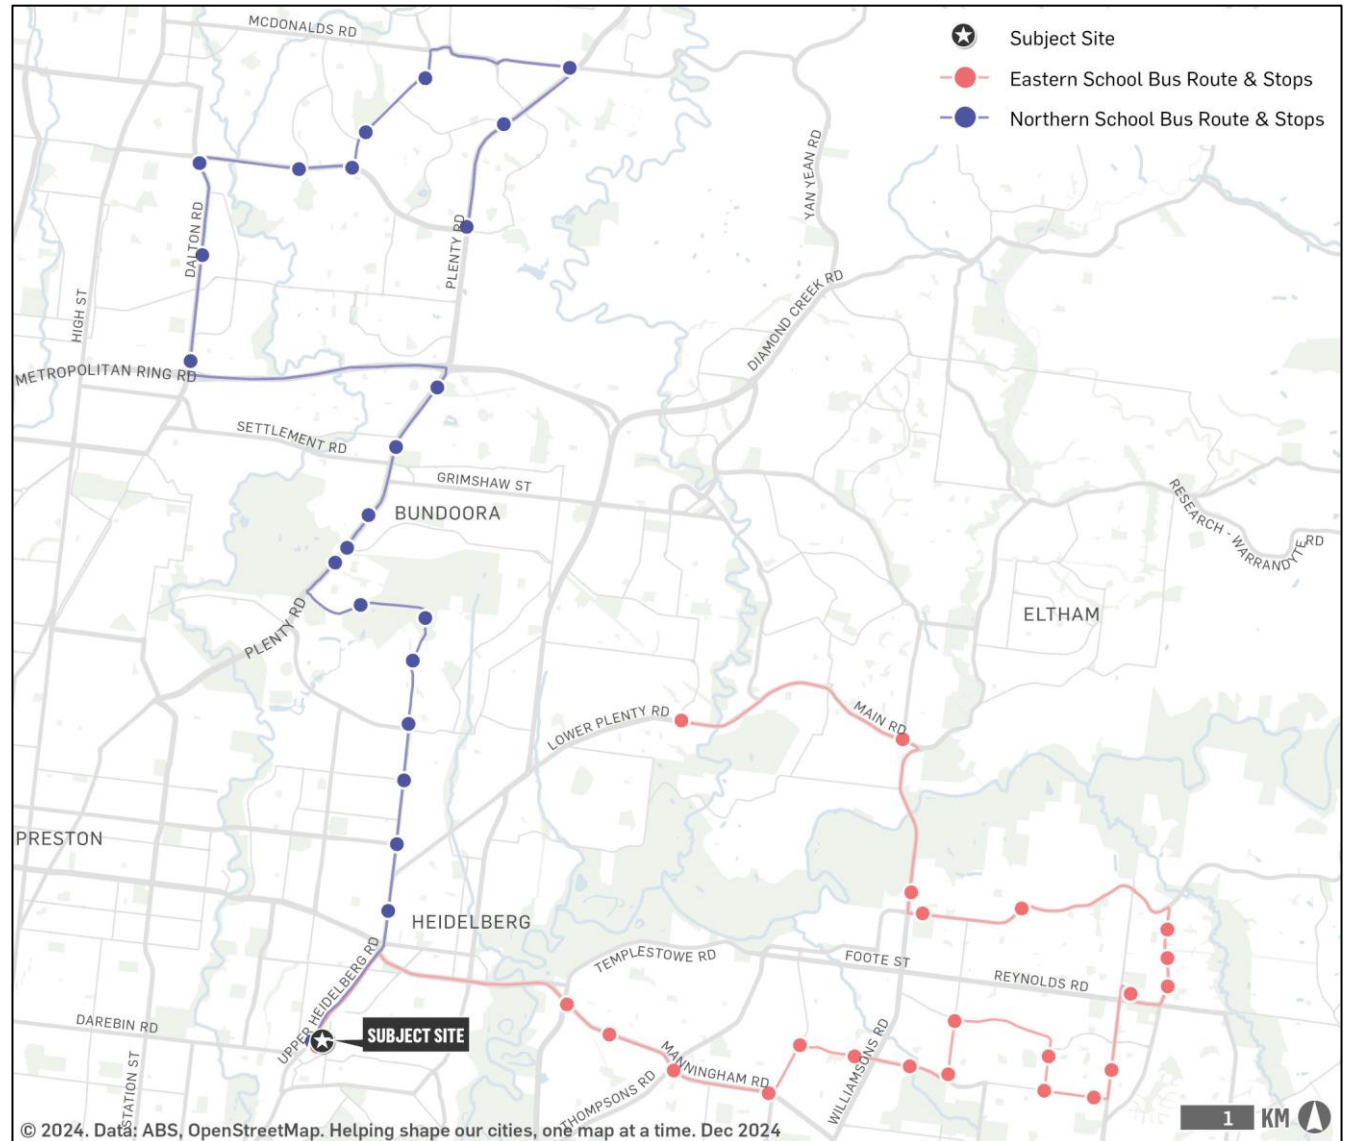 MCDONALDS RD
Subject Site
Eastern School Bus Route & Stops
Northern School Bus Route & Stops
YAN YEAN RD
DALTON RD
PLENTY RD
HIGH ST
DIAMOND CREEK RD
METROPOLITAN RING RD
SETTLEMENT RD
GRIMSHAW ST
BUNDOORA
RESEARCH - WARRANDYTE RD
PLENTY RD
ELTHAM
LOWER PLENTY RD
MAIN RD
PRESTON
HEIDELBERG
UPPER HEIDELBERG RD
TEMPLESTOWE RD
FOOTE ST
REYNOLDS RD
DAREBIN RD
SUBJECT SITE
STATION ST
MANNINGHAM RD
THOMPSONS RD
WILLIAMSONS RD
1 KM
© 2024. Data: ABS, OpenStreetMap. Helping shape our cities, one map at a time. Dec 2024